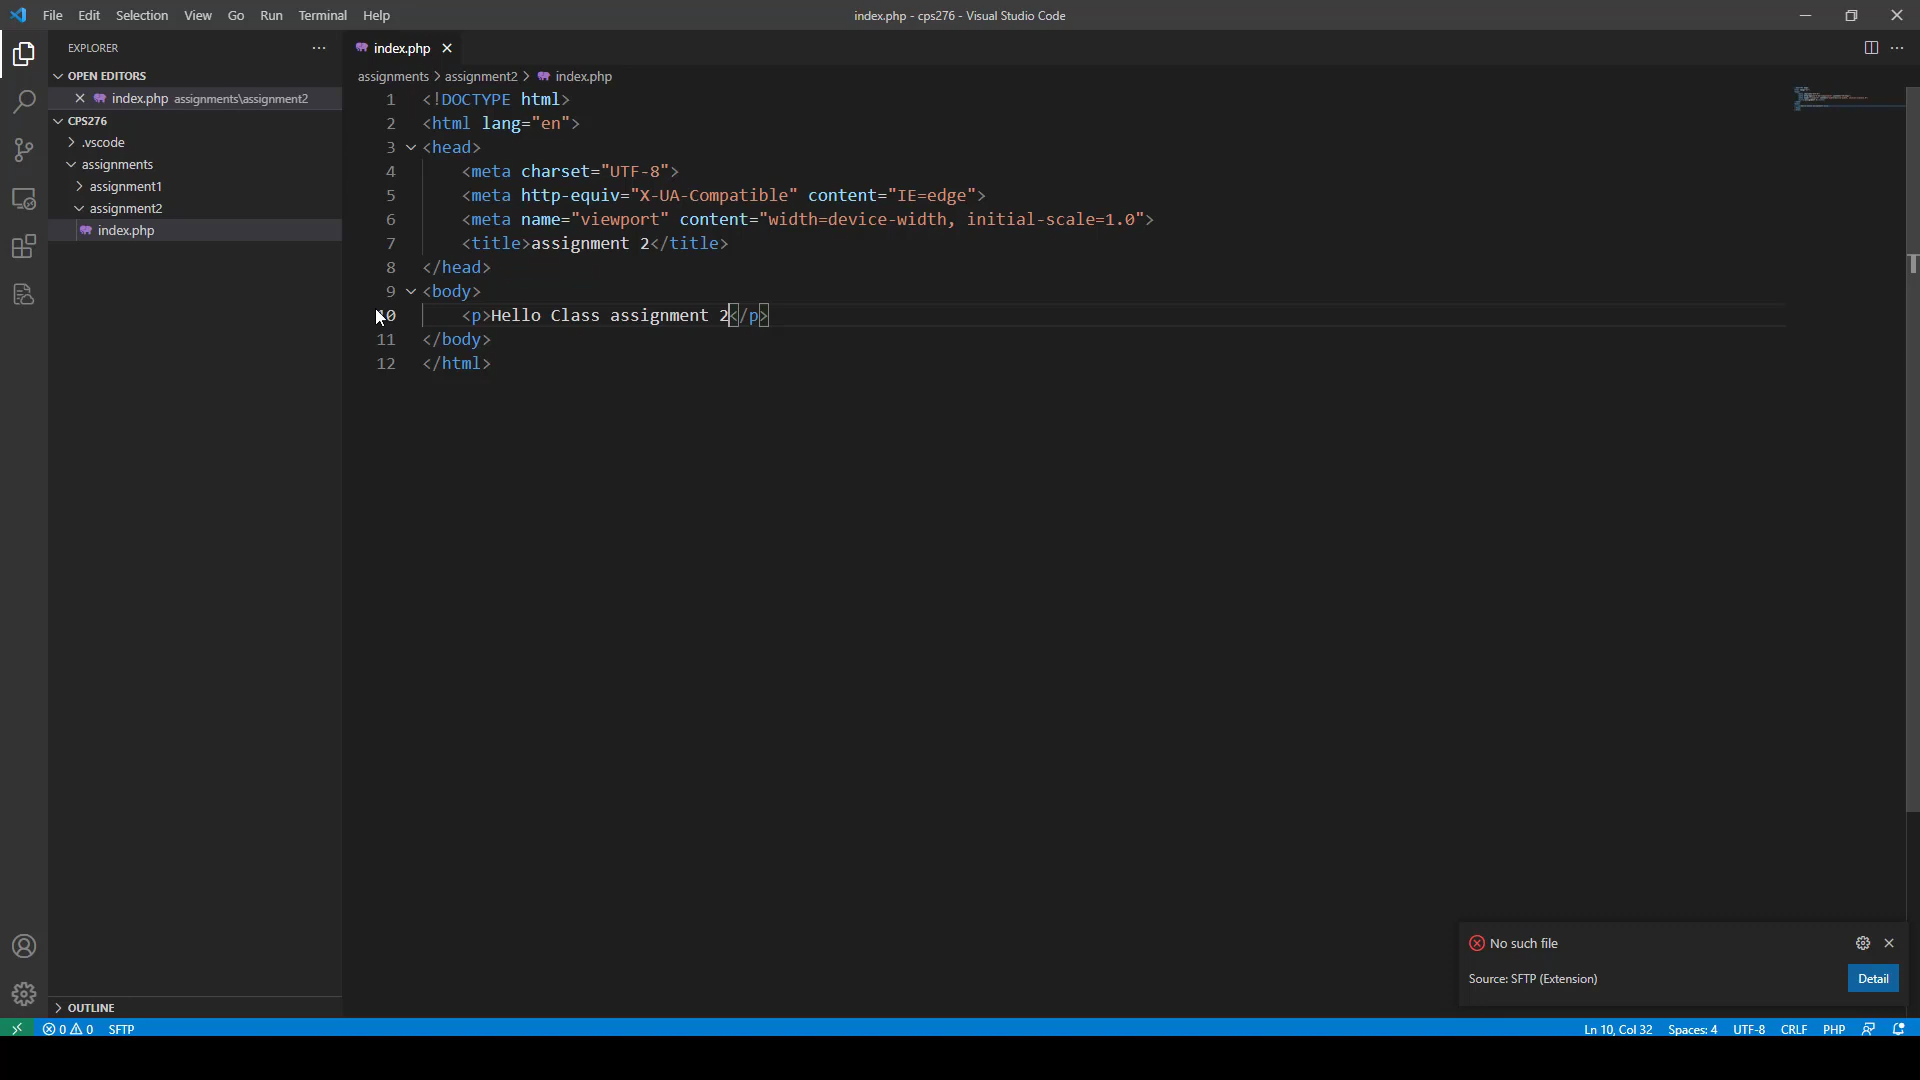 File Edit Selection View Go Run Terminal Help
index.php - cps276 - Visual Studio Code
EXPLORER
OPEN EDITORS
index.php assignments\assignment2
CPS276
.vscode
assignments
assignment1
assignment2
index.php
OUTLINE
index.php
assignments > assignment2 > index.php
1 <!DOCTYPE html>
2 <html lang="en">
3 <head>
4 <meta charset="UTF-8">
5 <meta http-equiv="X-UA-Compatible" content="IE=edge">
6 <meta name="viewport" content="width=device-width, initial-scale=1.0">
7 <title>assignment 2</title>
8 </head>
9 <body>
10 <p>Hello Class assignment 2</p>
11 </body>
12 </html>
No such file
Source: SFTP (Extension)
Detail
0 0 SFTP
Ln 10, Col 32 Spaces: 4 UTF-8 CRLF PHP